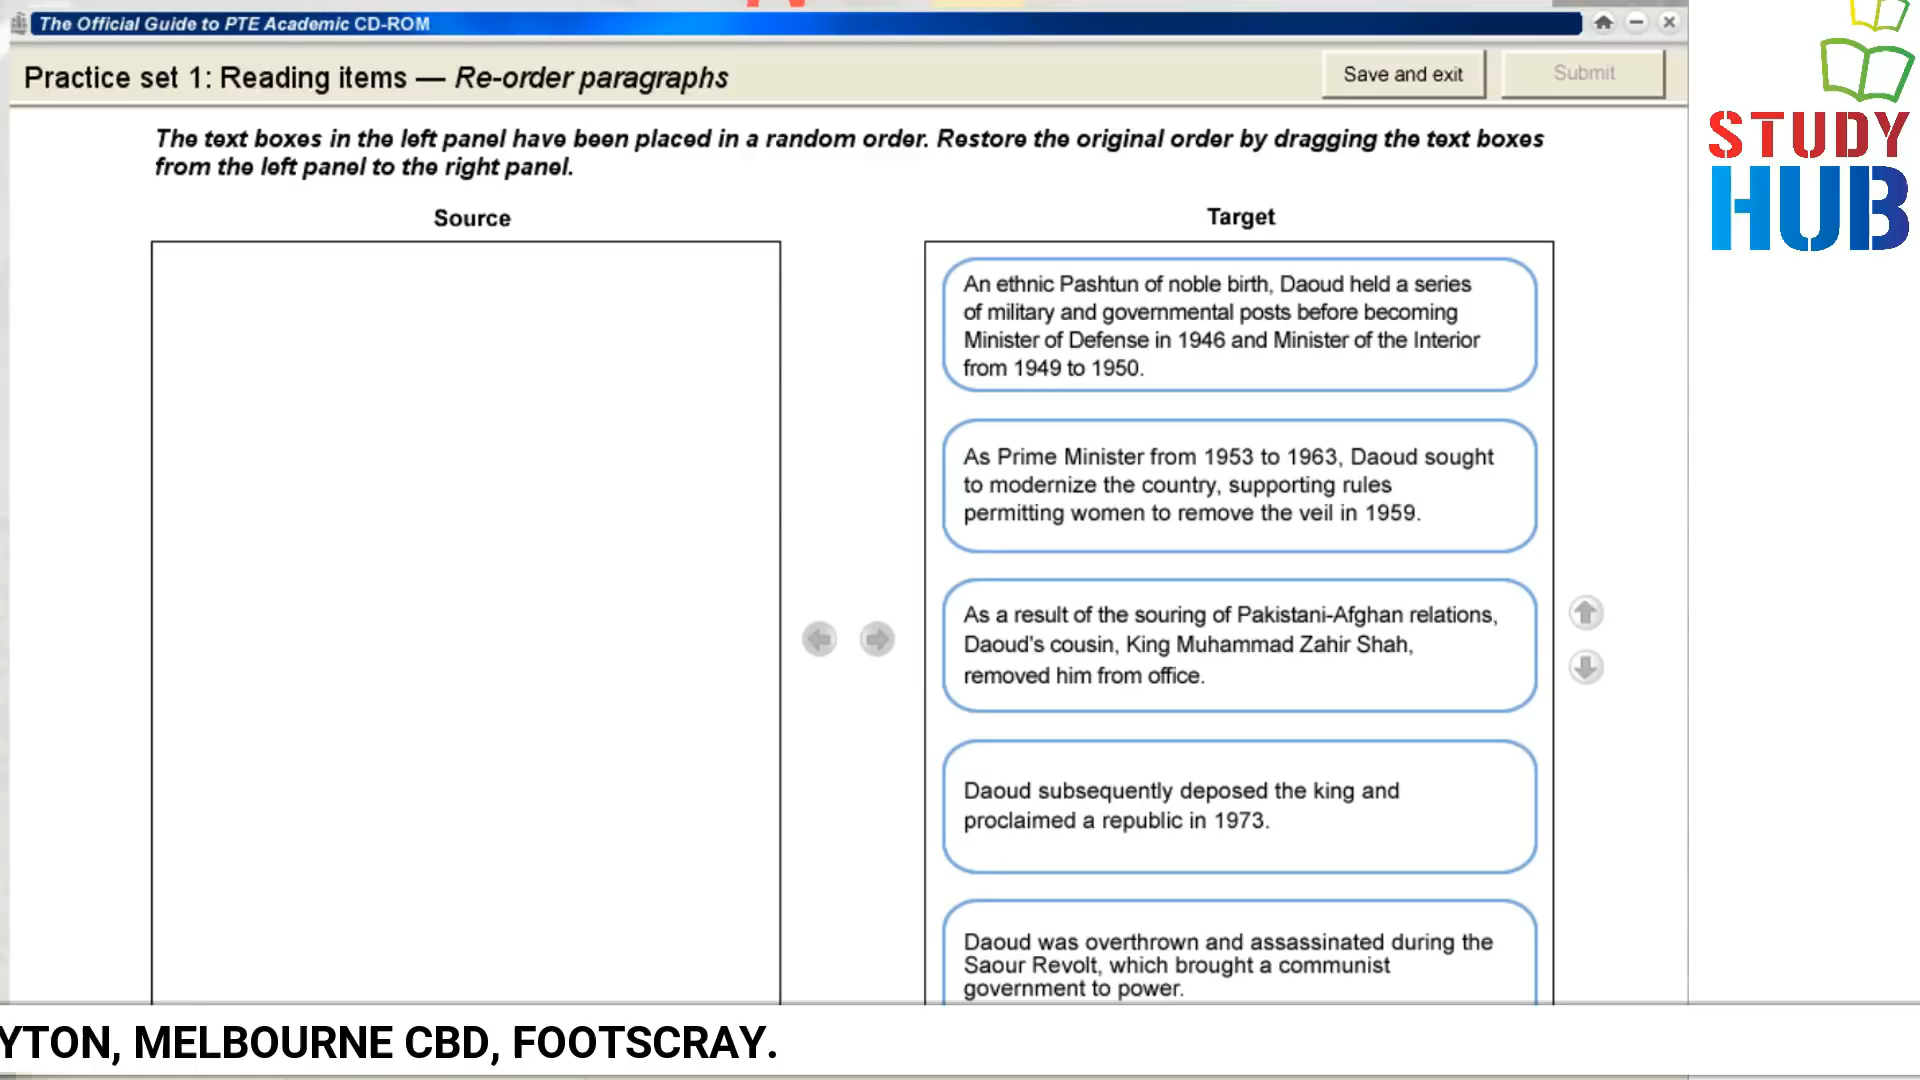 The Official Guide to PTE Academic CD-ROM
Practice set 1: Reading items — Re-order paragraphs
Save and exit
Submit
STUDY
HUB
The text boxes in the left panel have been placed in a random order. Restore the original order by dragging the text boxes
from the left panel to the right panel.
Source
Target
An ethnic Pashtun of noble birth, Daoud held a series
of military and governmental posts before becoming
Minister of Defense in 1946 and Minister of the Interior
from 1949 to 1950.
As Prime Minister from 1953 to 1963, Daoud sought
to modernize the country, supporting rules
permitting women to remove the veil in 1959.
As a result of the souring of Pakistani-Afghan relations,
Daoud's cousin, King Muhammad Zahir Shah,
removed him from office.
Daoud subsequently deposed the king and
proclaimed a republic in 1973.
Daoud was overthrown and assassinated during the
Saour Revolt, which brought a communist
government to power.
YTON, MELBOURNE CBD, FOOTSCRAY.